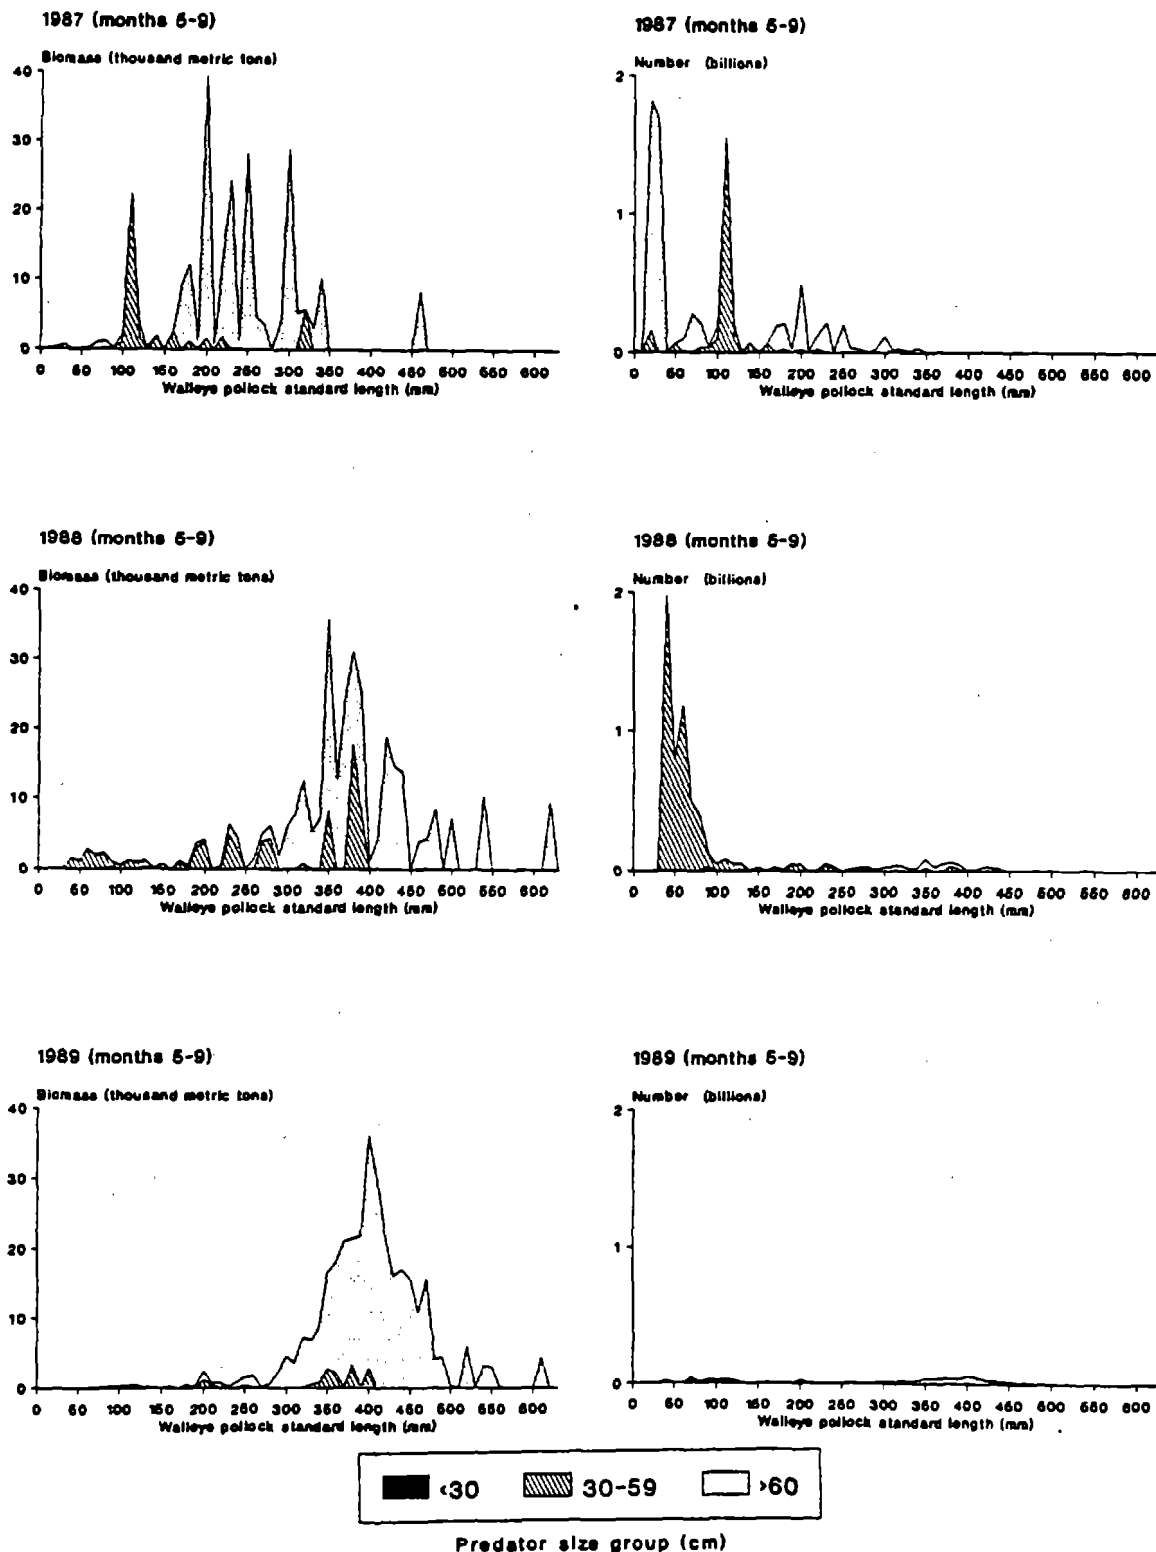 1987 (months 5-9)
Biomass (thousand metric tons)
40
30
20
10
0
0 50 100 150 200 250 300 350 400 450 500 550 600
Walleye pollock standard length (mm)
1987 (months 5-9)
Number (billions)
2
1
0
0 50 100 150 200 250 300 350 400 450 500 550 600
Walleye pollock standard length (mm)
1988 (months 5-9)
Biomass (thousand metric tons)
40
30
20
10
0
0 50 100 150 200 250 300 350 400 450 500 550 600
Walleye pollock standard length (mm)
1988 (months 5-9)
Number (billions)
2
1
0
0 50 100 150 200 250 300 350 400 450 500 550 600
Walleye pollock standard length (mm)
1989 (months 5-9)
Biomass (thousand metric tons)
40
30
20
10
0
0 50 100 150 200 250 300 350 400 450 500 550 600
Walleye pollock standard length (mm)
1989 (months 5-9)
Number (billions)
2
1
0
0 50 100 150 200 250 300 350 400 450 500 550 600
Walleye pollock standard length (mm)
<30 30-59 >60
Predator size group (cm)